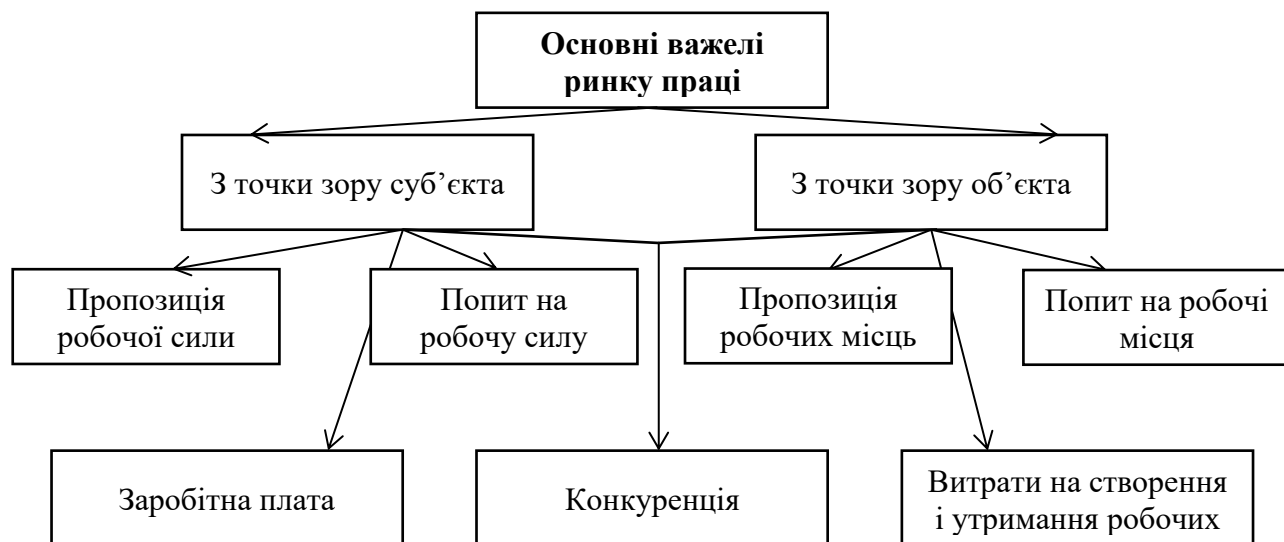 Основні важелі
ринку праці
З точки зору суб’єкта
З точки зору об’єкта
Пропозиція
робочої сили
Попит на
робочу силу
Пропозиція
робочих місць
Попит на робочі
місця
Заробітна плата
Конкуренція
Витрати на створення
і утримання робочих